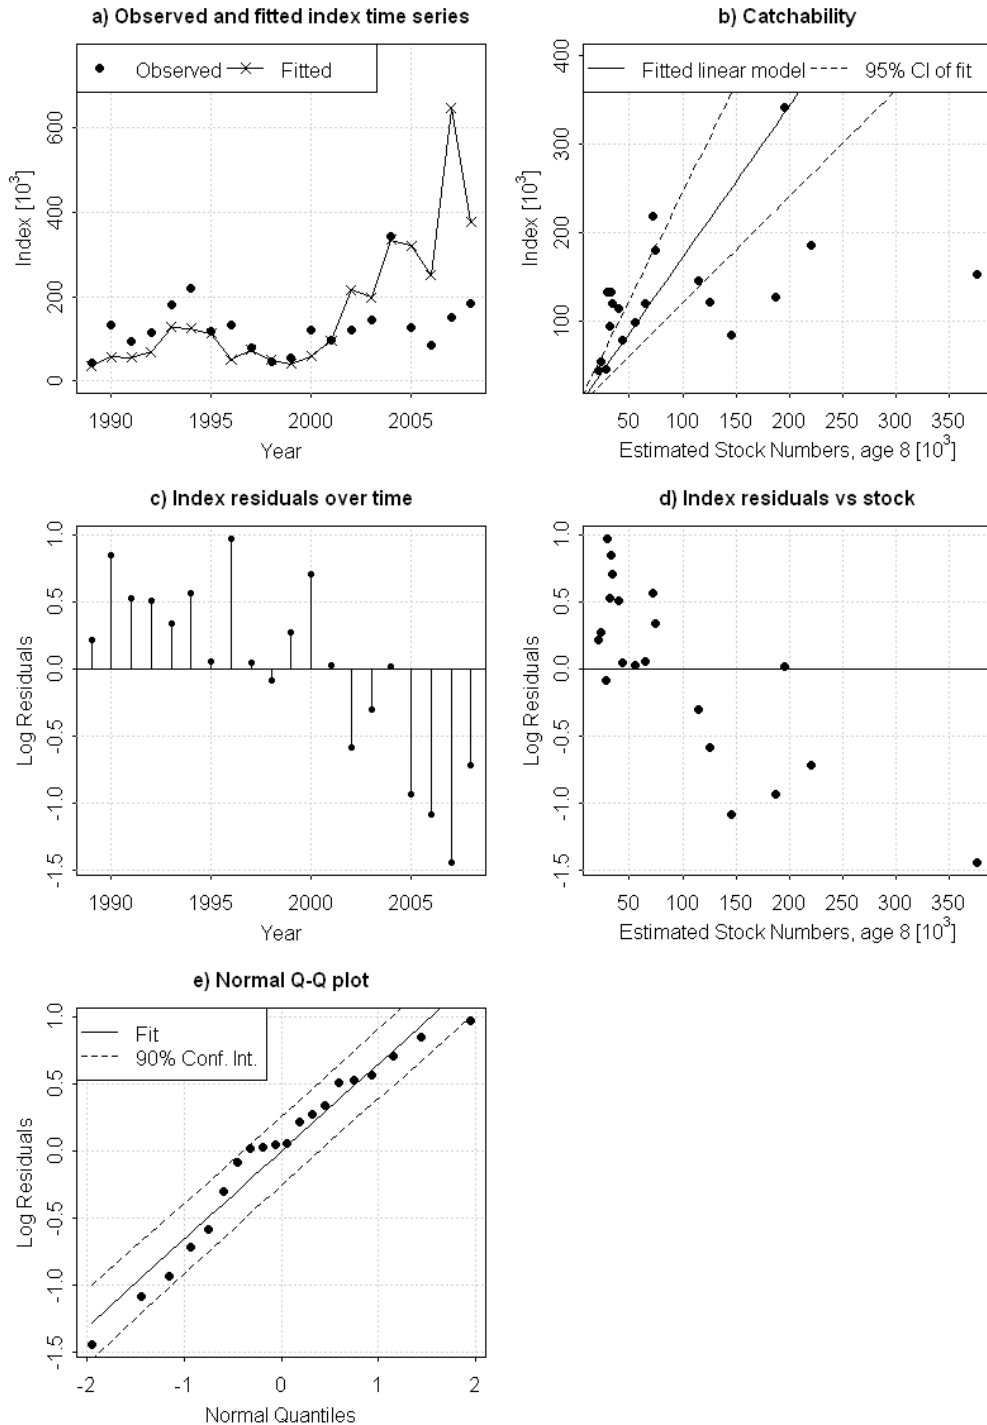 a) Observed and fitted index time series
Observed Fitted
Index [10³]
0 200 400 600
1990 1995 2000 2005
Year
b) Catchability
Fitted linear model 95% CI of fit
Index [10³]
100 200 300 400
50 100 150 200 250 300 350
Estimated Stock Numbers, age 8 [10³]
c) Index residuals over time
Log Residuals
-1.5 -1.0 -0.5 0.0 0.5 1.0
1990 1995 2000 2005
Year
d) Index residuals vs stock
Log Residuals
-1.5 -1.0 -0.5 0.0 0.5 1.0
50 100 150 200 250 300 350
Estimated Stock Numbers, age 8 [10³]
e) Normal Q-Q plot
Fit
90% Conf. Int.
Log Residuals
-1.5 -1.0 -0.5 0.0 0.5 1.0
-2 -1 0 1 2
Normal Quantiles